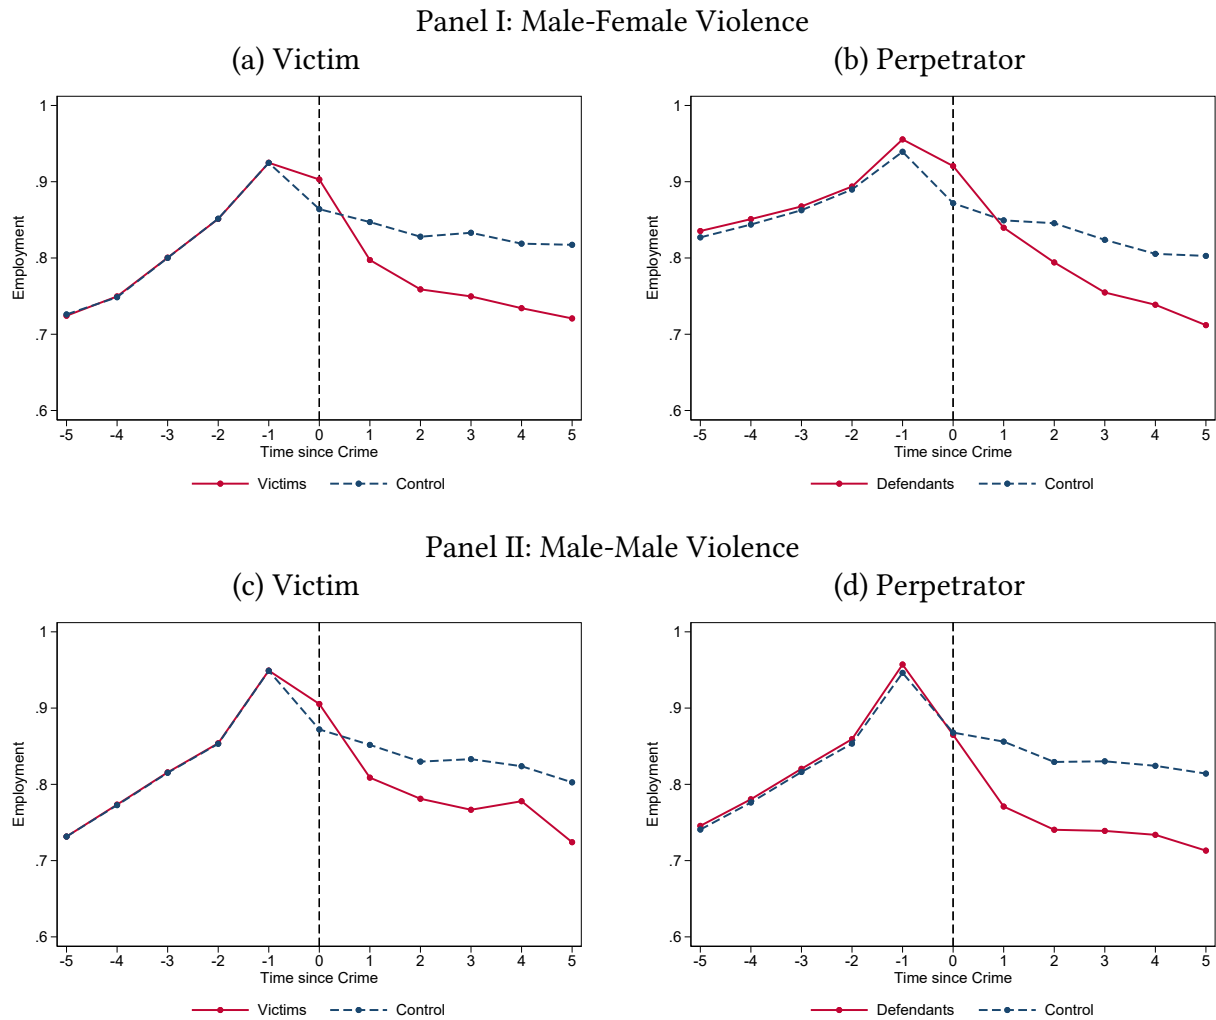 Panel I: Male-Female Violence
(a) Victim
1
.9
.8
.7
.6
Employment
-5 -4 -3 -2 -1 0 1 2 3 4 5
Time since Crime
Victims Control
(b) Perpetrator
1
.9
.8
.7
.6
Employment
-5 -4 -3 -2 -1 0 1 2 3 4 5
Time since Crime
Defendants Control
Panel II: Male-Male Violence
(c) Victim
1
.9
.8
.7
.6
Employment
-5 -4 -3 -2 -1 0 1 2 3 4 5
Time since Crime
Victims Control
(d) Perpetrator
1
.9
.8
.7
.6
Employment
-5 -4 -3 -2 -1 0 1 2 3 4 5
Time since Crime
Defendants Control